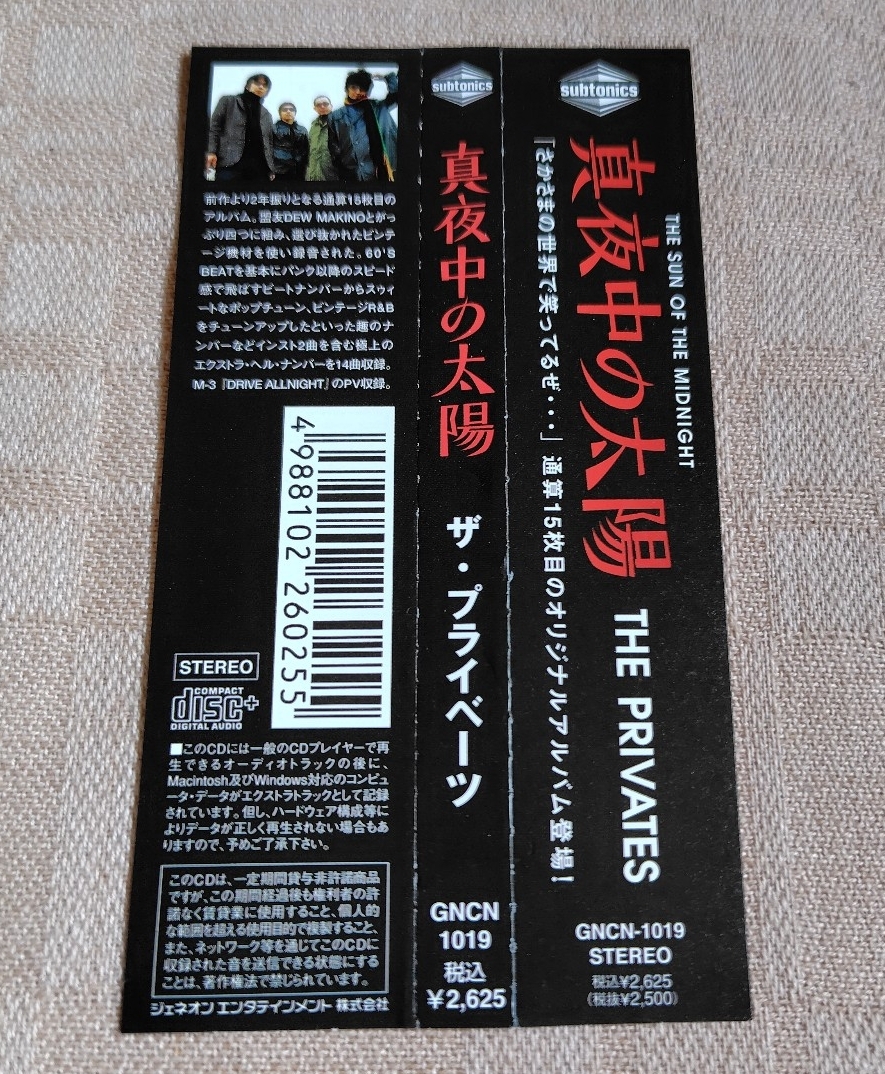 前作より2年振りとなる通算15枚目の
アルバム。盟友DEW MAKINOとがっ
ぷり四つに組み、選び抜かれたビンテ
ージ機材を使い録音された。60'S
BEATを基本にパンク以降のスピード
感で飛ばすビートナンバーからスウィ
ートなポップチューン、ビンテージR&B
をチューンアップしたといった趣のナ
ンバーなどインスト2曲を含む極上の
エクストラ・ヘル・ナンバーを14曲収録。
M-3『DRIVE ALLNIGHT』のPV収録。
4 988102 260255
STEREO
COMPACT
disc+
DIGITAL AUDIO
■このCDには一般のCDプレイヤーで再
生できるオーディオトラックの後に、
Macintosh及びWindows対応のコンピュ
ータ・データがエクストラトラックとして記録
されています。但し、ハードウェア構成等に
よりデータが正しく再生されない場合もあ
りますので、予めご了承下さい。
このCDは、一定期間貸与非許諾商品
ですが、この期間経過後も権利者の許
諾なく賃貸業に使用すること、個人的
な範囲を超える使用目的で複製すること、
また、ネットワーク等を通じてこのCDに
収録された音を送信できる状態にする
ことは、著作権法で禁じられています。
ジェネオン エンタテインメント 株式会社
subtonics
真夜中の太陽
ザ・プライベーツ
GNCN
1019
税込
¥2,625
subtonics
THE SUN OF THE MIDNIGHT
真夜中の太陽
THE PRIVATES
「さかさまの世界で笑ってるぜ・・・」通算15枚目のオリジナルアルバム登場!
GNCN-1019
STEREO
税込¥2,625
(税抜¥2,500)